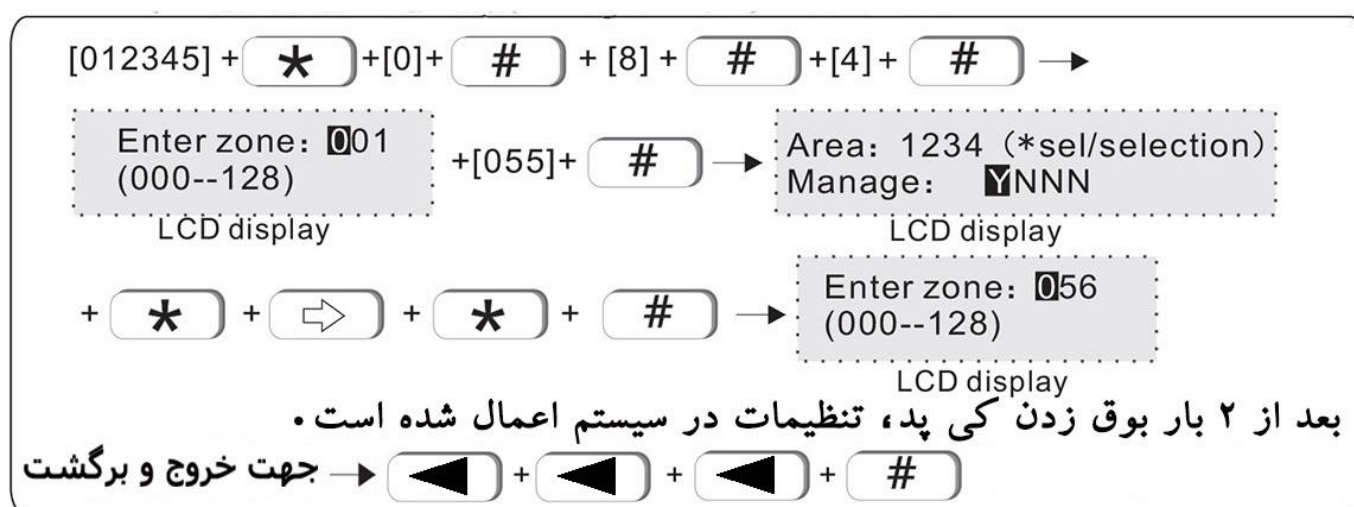 [012345] + * +[0]+ # + [8] + # +[4] + # →
Enter zone: 001
(000--128)
LCD display
+[055]+ # →
Area: 1234 (*sel/selection)
Manage: YNNN
LCD display
+ * + ⇨ + * + # →
Enter zone: 056
(000--128)
LCD display
بعد از ۲ بار بوق زدن کی پد، تنظیمات در سیستم اعمال شده است.
جهت خروج و برگشت → ◀ + ◀ + ◀ + #